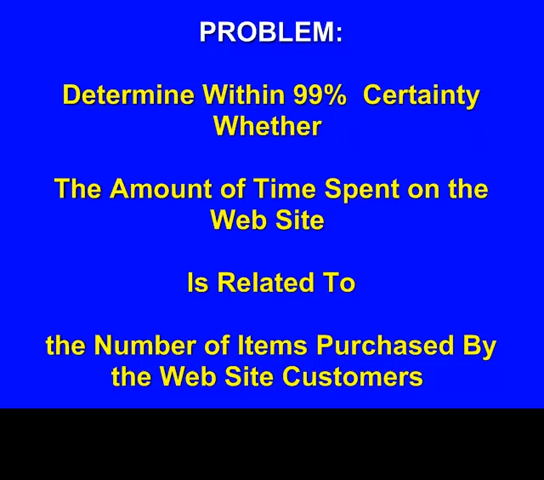 PROBLEM:
Determine Within 99% Certainty
Whether
The Amount of Time Spent on the
Web Site
Is Related To
the Number of Items Purchased By
the Web Site Customers